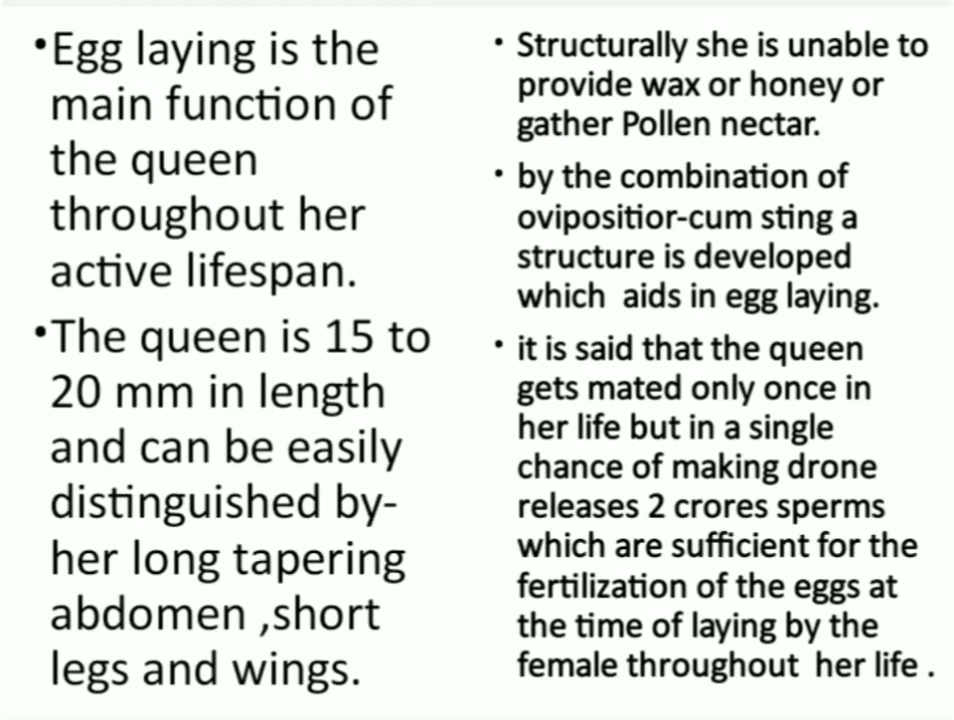 •Egg laying is the
main function of
the queen
throughout her
active lifespan.
•The queen is 15 to
20 mm in length
and can be easily
distinguished by-
her long tapering
abdomen ,short
legs and wings.
• Structurally she is unable to
provide wax or honey or
gather Pollen nectar.
• by the combination of
ovipositior-cum sting a
structure is developed
which  aids in egg laying.
• it is said that the queen
gets mated only once in
her life but in a single
chance of making drone
releases 2 crores sperms
which are sufficient for the
fertilization of the eggs at
the time of laying by the
female throughout  her life .